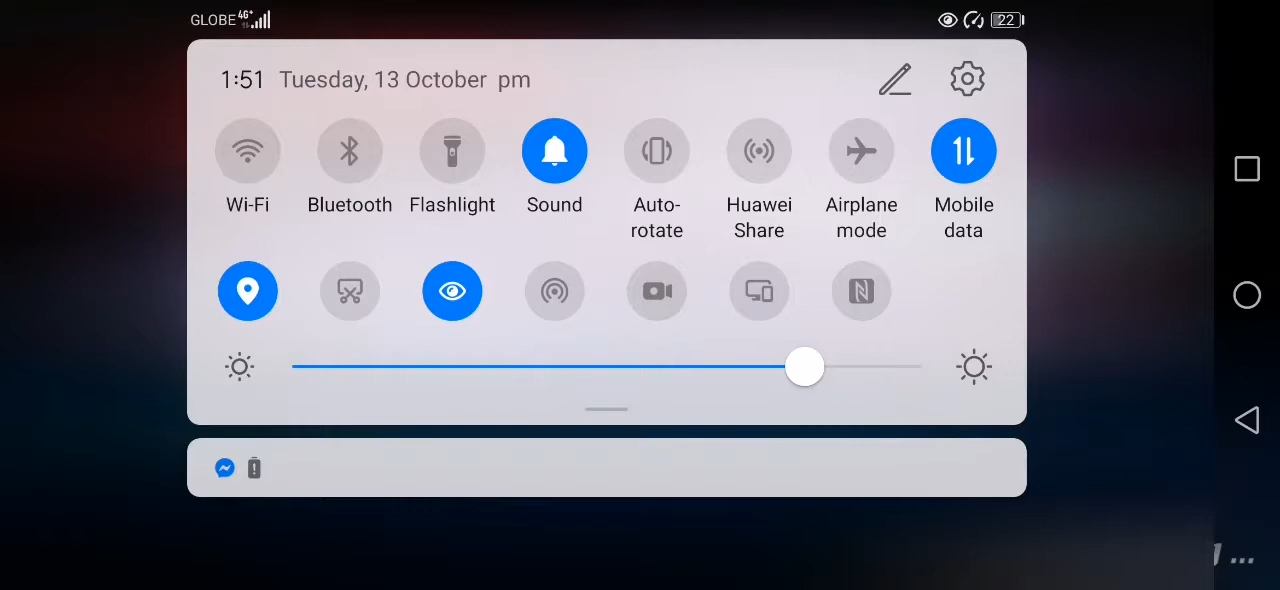 GLOBE 4G+
22
1:51 Tuesday, 13 October pm
Wi-Fi Bluetooth Flashlight Sound Auto-rotate Huawei Share Airplane mode Mobile data
...